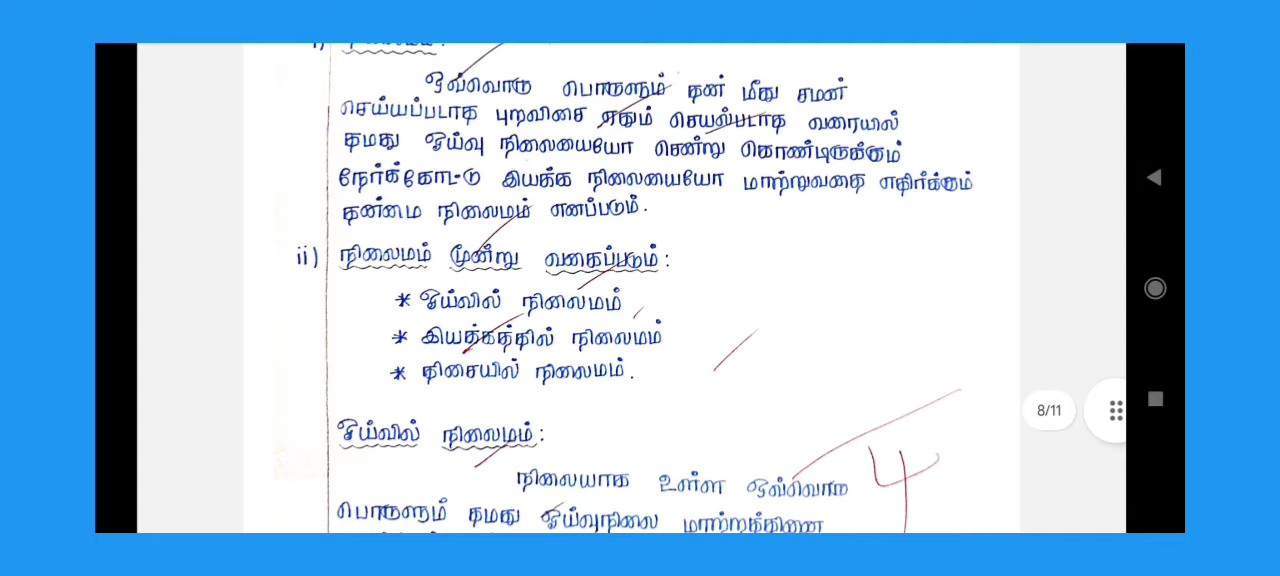 i) நிலைமம்:
ஒவ்வொரு பொருளும் தன் மீது சமன்
செய்யப்படாத புறவிசை ஏதும் செயல்படாத வரையில்
தமது ஓய்வு நிலையையோ சென்று கொண்டிருக்கும்
நேர்க்கோட்டு இயக்க நிலையையோ மாற்றுவதை எதிர்க்கும்
தன்மை நிலைமம் எனப்படும்.
ii) நிலைமம் மூன்று வகைப்படும்:
* ஓய்வில் நிலைமம்
* இயக்கத்தில் நிலைமம்
* திசையில் நிலைமம்.
ஓய்வில் நிலைமம்:
நிலையாக உள்ள ஒவ்வொரு
பொருளும் தமது ஓய்வுநிலை மாற்றத்தினை
4
8/11